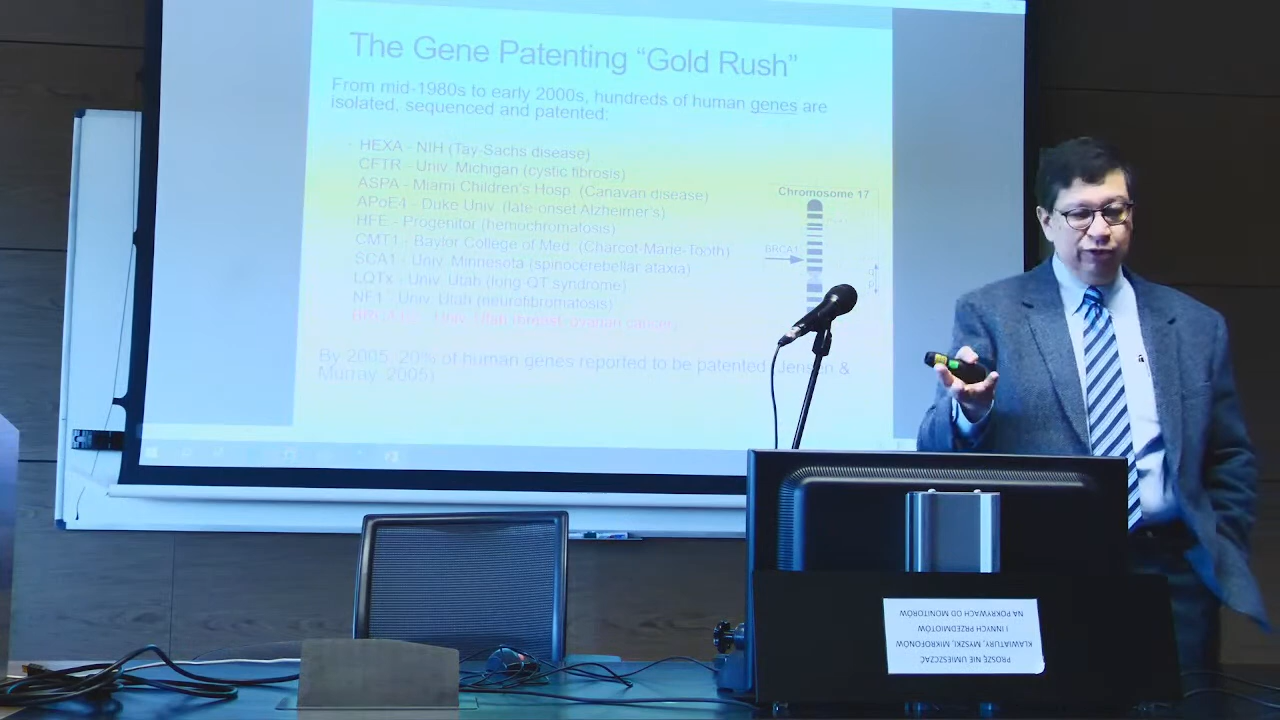 The Gene Patenting “Gold Rush”
From mid-1980s to early 2000s, hundreds of human genes are
isolated, sequenced and patented:
HEXA - NIH (Tay-Sachs disease)
CFTR - Univ. Michigan (cystic fibrosis)
ASPA - Miami Children's Hosp. (Canavan disease)
APoE4 - Duke Univ. (late-onset Alzheimer's)
HFE - Progenitor (hemochromatosis)
CMT1 - Baylor College of Med. (Charcot-Marie-Tooth)
SCA1 - Univ. Minnesota (spinocerebellar ataxia)
LQTx - Univ. Utah (long QT syndrome)
NF1 - Univ. Utah (neurofibromatosis)
Univ. Utah (breast/ovarian cancer)
By 2005, 20% of human genes reported to be patented (Jensen &
Murray, 2005)
Chromosome 17
BRCA1
PROSZĘ NIE UMIESZCZAĆ
KLAWIATURY, MYSZKI, MIKROFONÓW
I INNYCH PRZEDMIOTÓW
NA POKRYWACH OD MONITORÓW